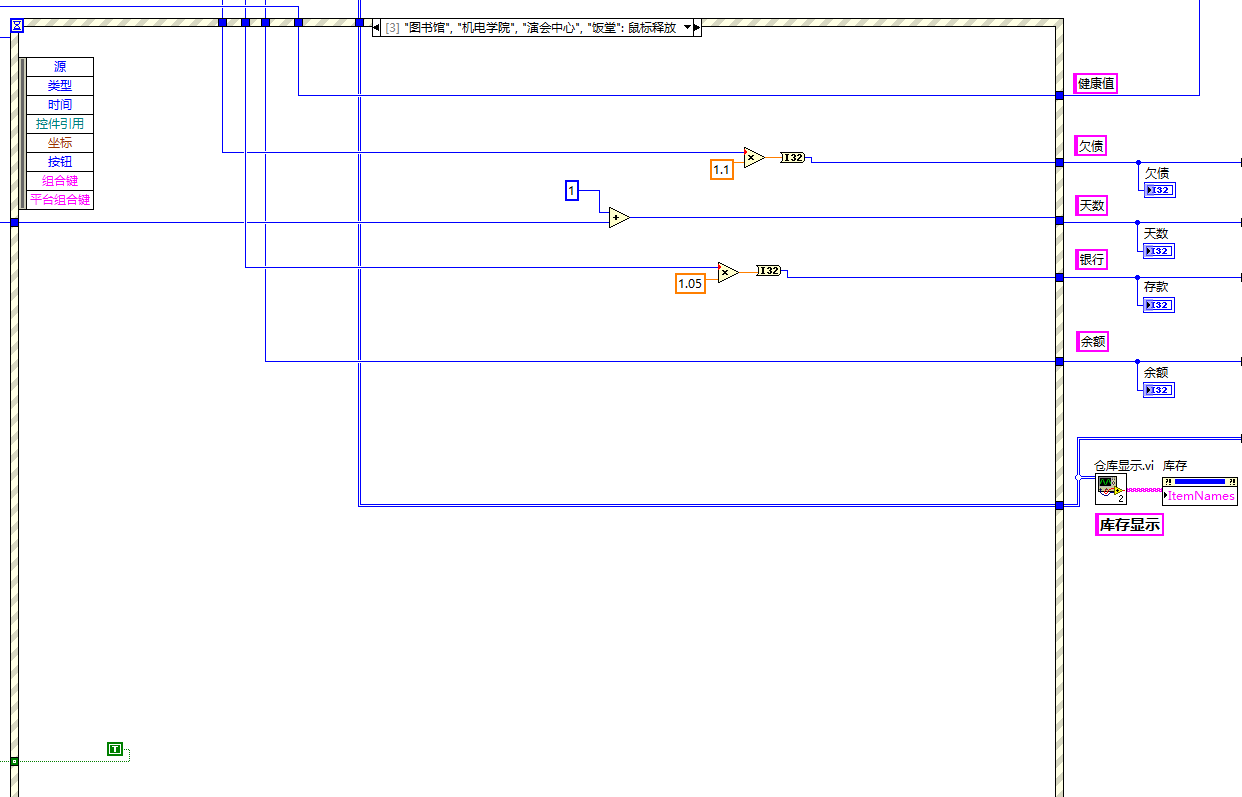 [3] "图书馆", "机电学院", "演会中心", "饭堂": 鼠标释放
源
类型
时间
控件引用
坐标
按钮
组合键
平台组合键
健康值
欠债
1.1
I32
欠债
I32
1
天数
天数
I32
银行
1.05
I32
存款
I32
余额
余额
I32
仓库显示.vi
库存
2
ItemNames
库存显示
T